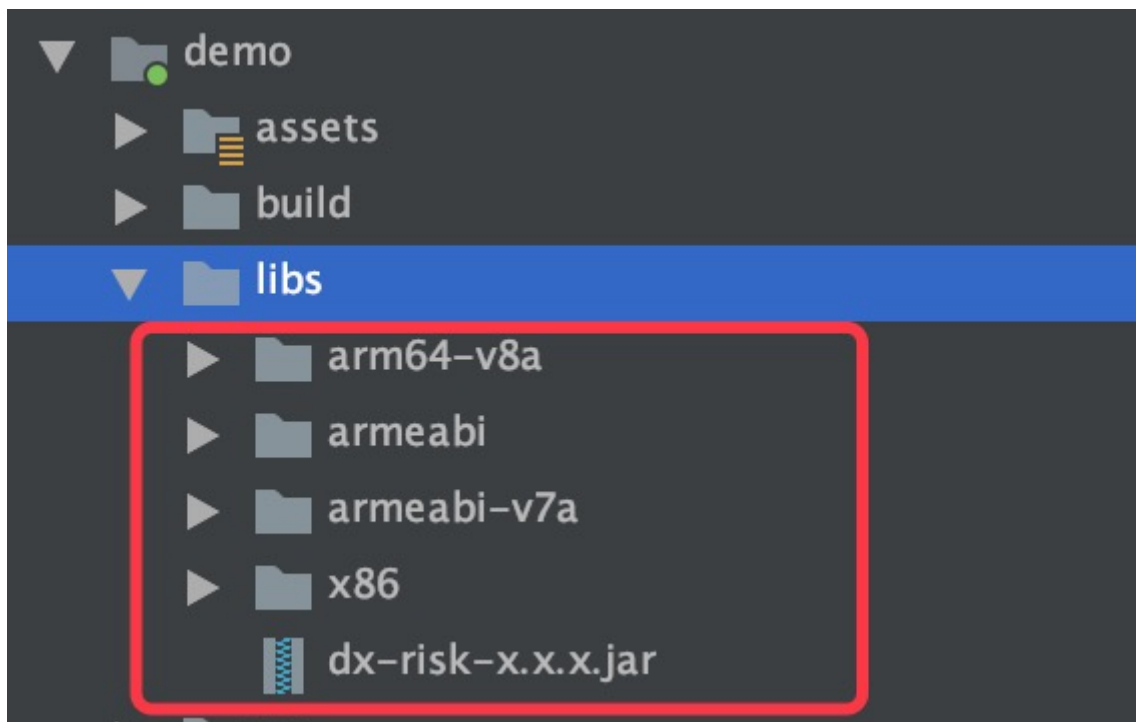 demo
assets
build
libs
arm64-v8a
armeabi
armeabi-v7a
x86
dx-risk-x.x.x.jar